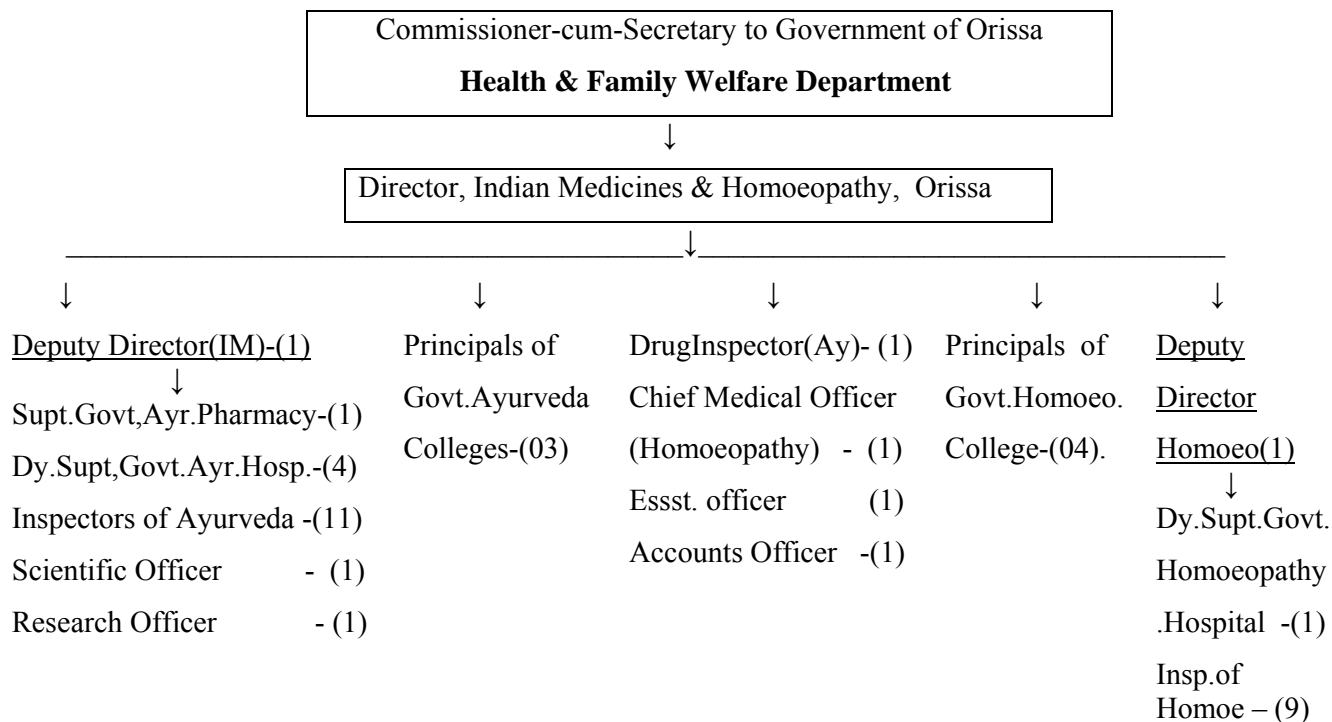 Commissioner-cum-Secretary to Government of Orissa
Health & Family Welfare Department
↓
Director, Indian Medicines & Homoeopathy, Orissa
↓
↓ ↓ ↓ ↓ ↓
Deputy Director(IM)-(1)
↓
Supt.Govt,Ayr.Pharmacy-(1)
Dy.Supt,Govt.Ayr.Hosp.-(4)
Inspectors of Ayurveda -(11)
Scientific Officer - (1)
Research Officer - (1)
Principals of
Govt.Ayurveda
Colleges-(03)
DrugInspector(Ay)- (1)
Chief Medical Officer
(Homoeopathy) - (1)
Essst. officer (1)
Accounts Officer -(1)
Principals of
Govt.Homoeo.
College-(04).
Deputy
Director
Homoeo(1)
↓
Dy.Supt.Govt.
Homoeopathy
.Hospital -(1)
Insp.of
Homoe – (9)